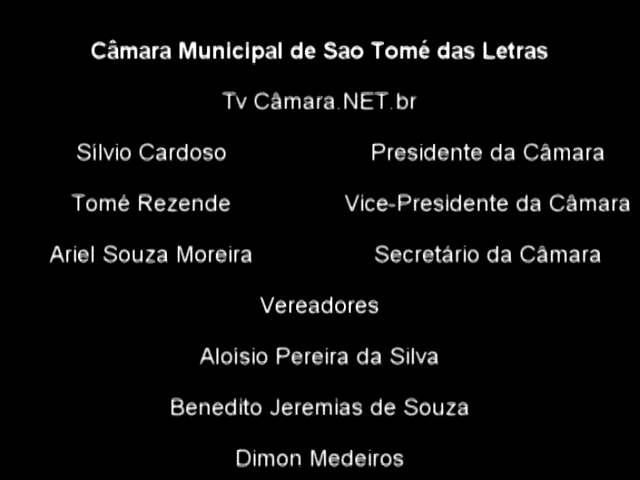 Câmara Municipal de Sao Tomé das Letras
Tv Câmara.NET.br
Sílvio Cardoso Presidente da Câmara
Tomé Rezende Vice-Presidente da Câmara
Ariel Souza Moreira Secretário da Câmara
Vereadores
Aloísio Pereira da Silva
Benedito Jeremias de Souza
Dimon Medeiros